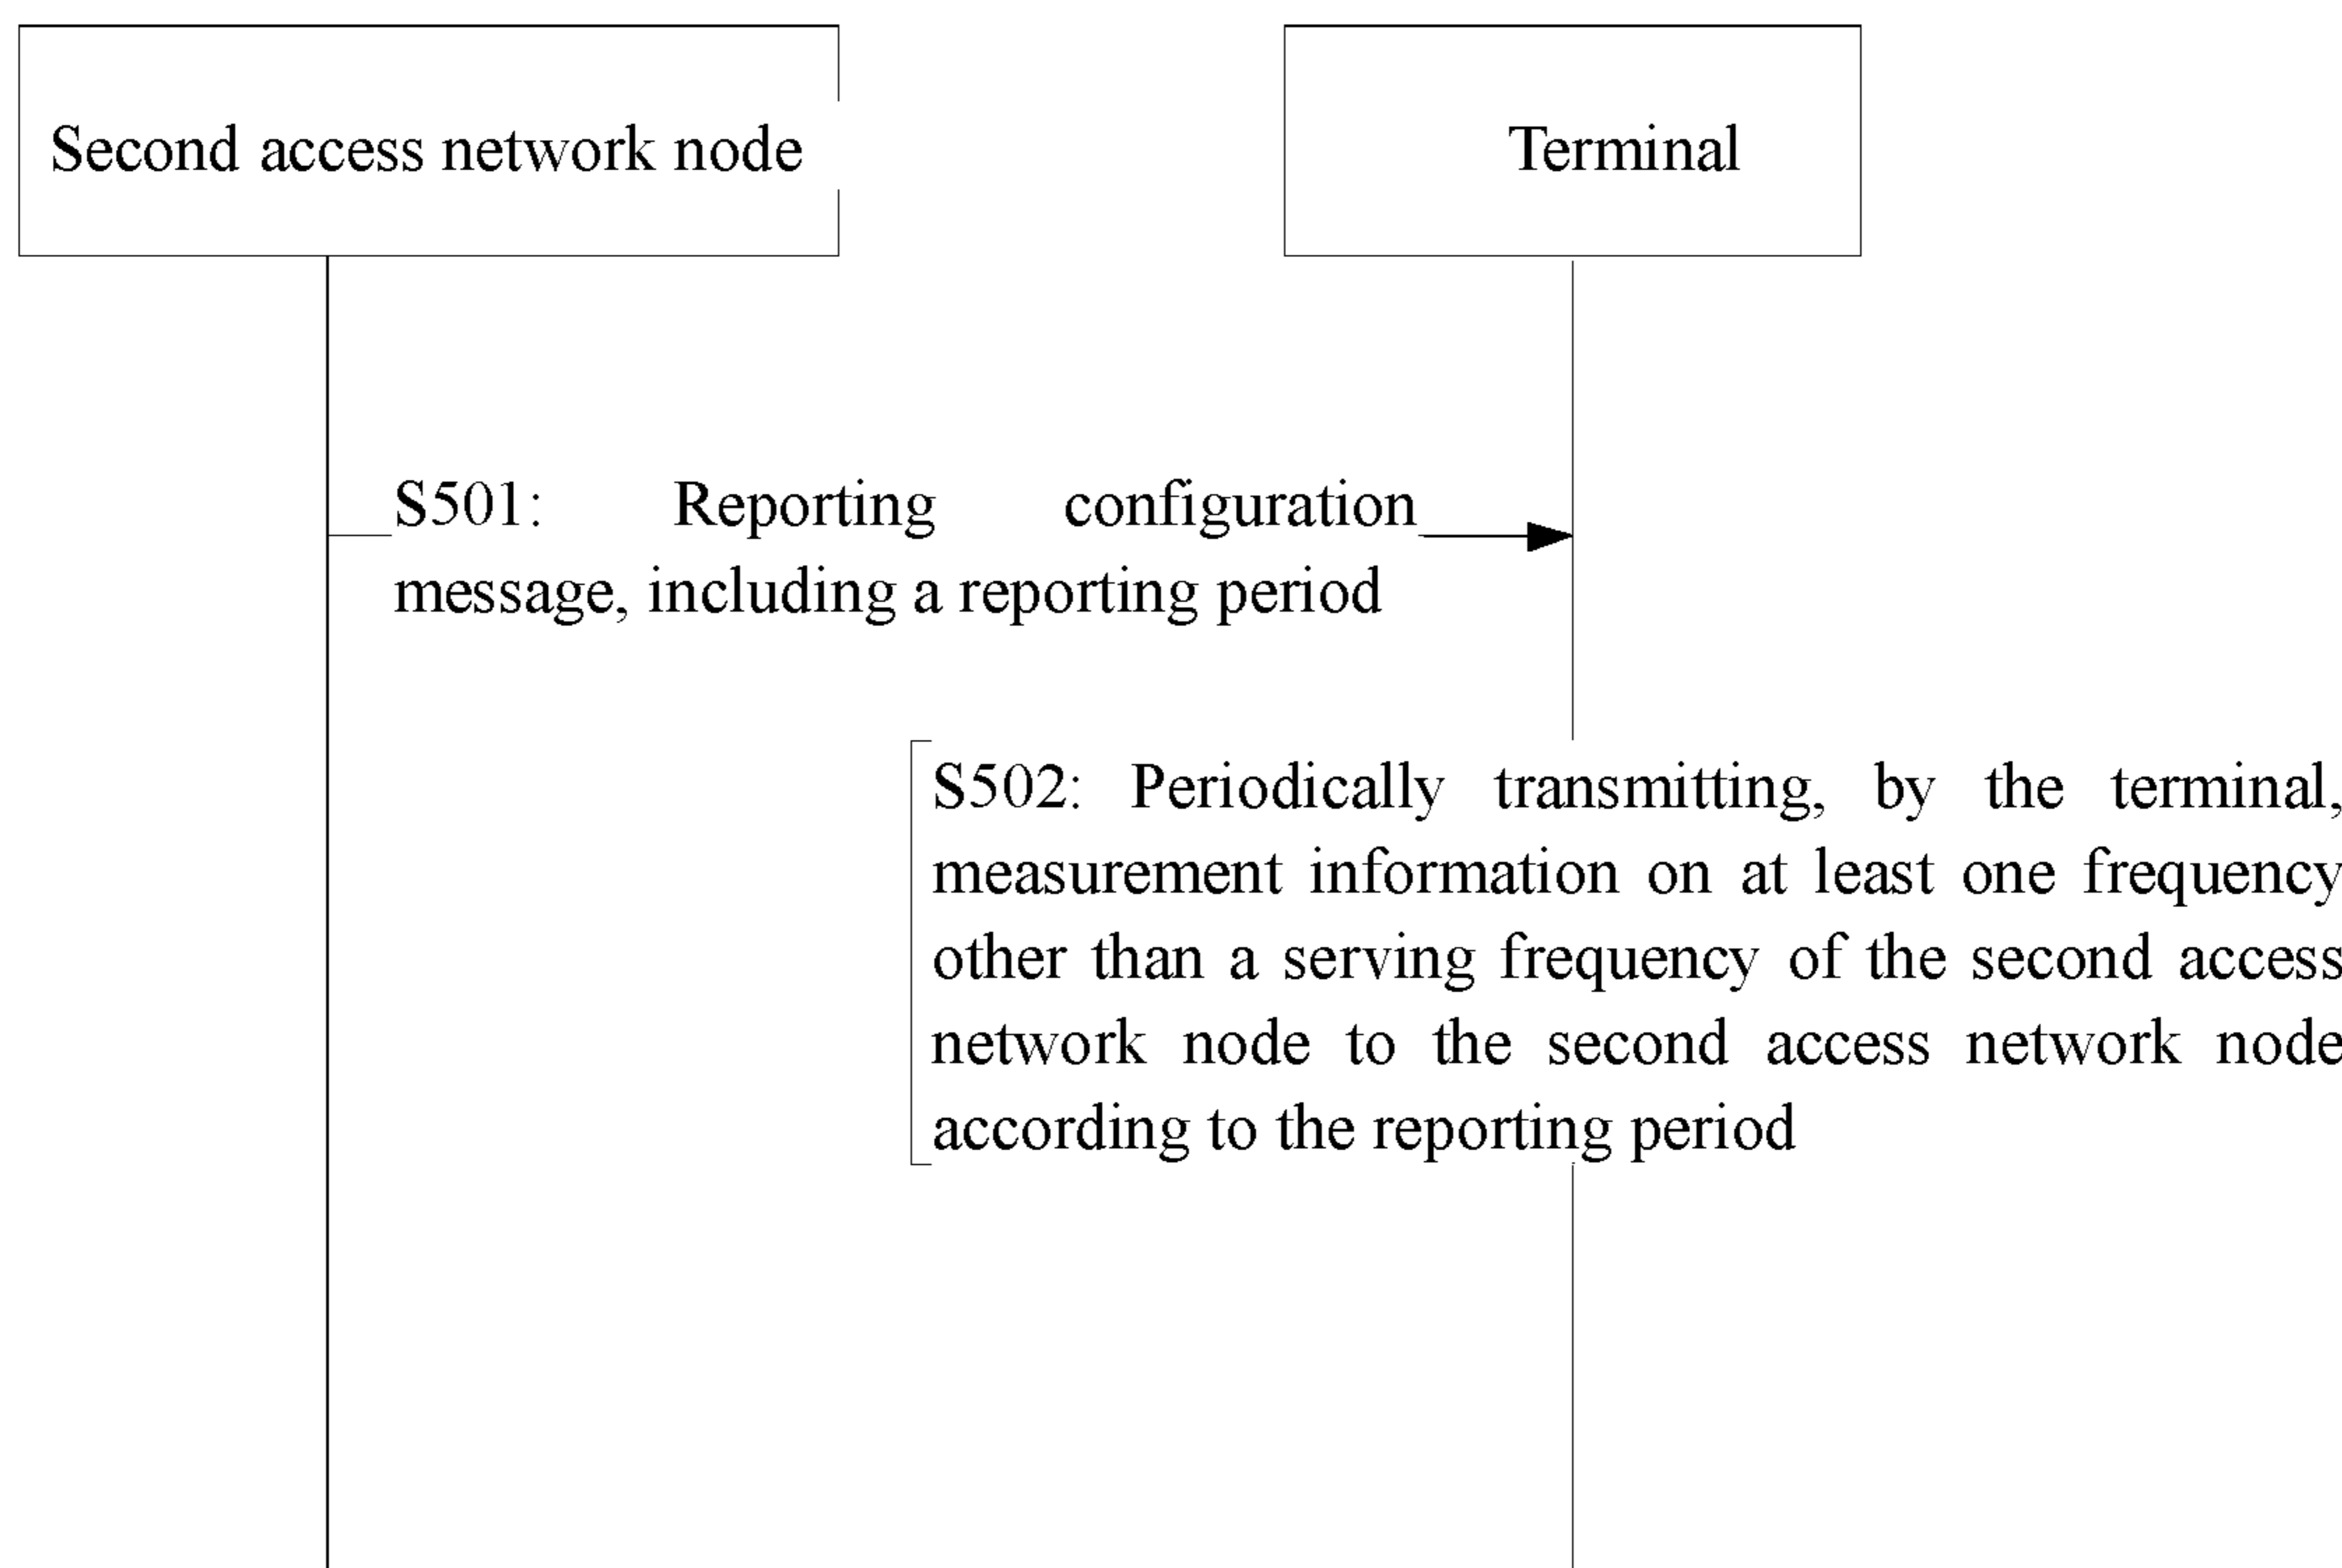 Second access network node
Terminal
S501: Reporting configuration
message, including a reporting period
S502: Periodically transmitting, by the terminal,
measurement information on at least one frequency
other than a serving frequency of the second access
network node to the second access network node
according to the reporting period